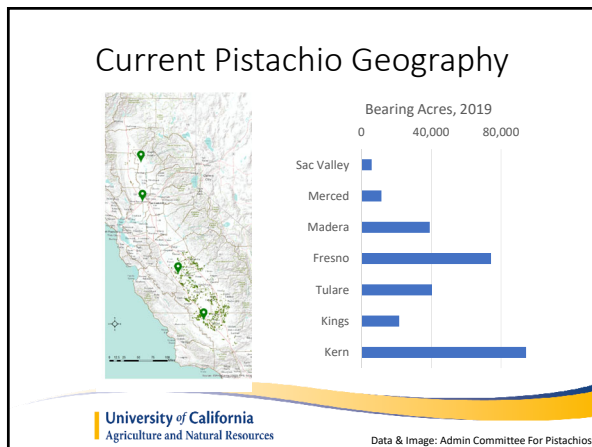 Current Pistachio Geography
Bearing Acres, 2019
0 40,000 80,000
Sac Valley
Merced
Madera
Fresno
Tulare
Kings
Kern
University of California
Agriculture and Natural Resources
Data & Image: Admin Committee For Pistachios